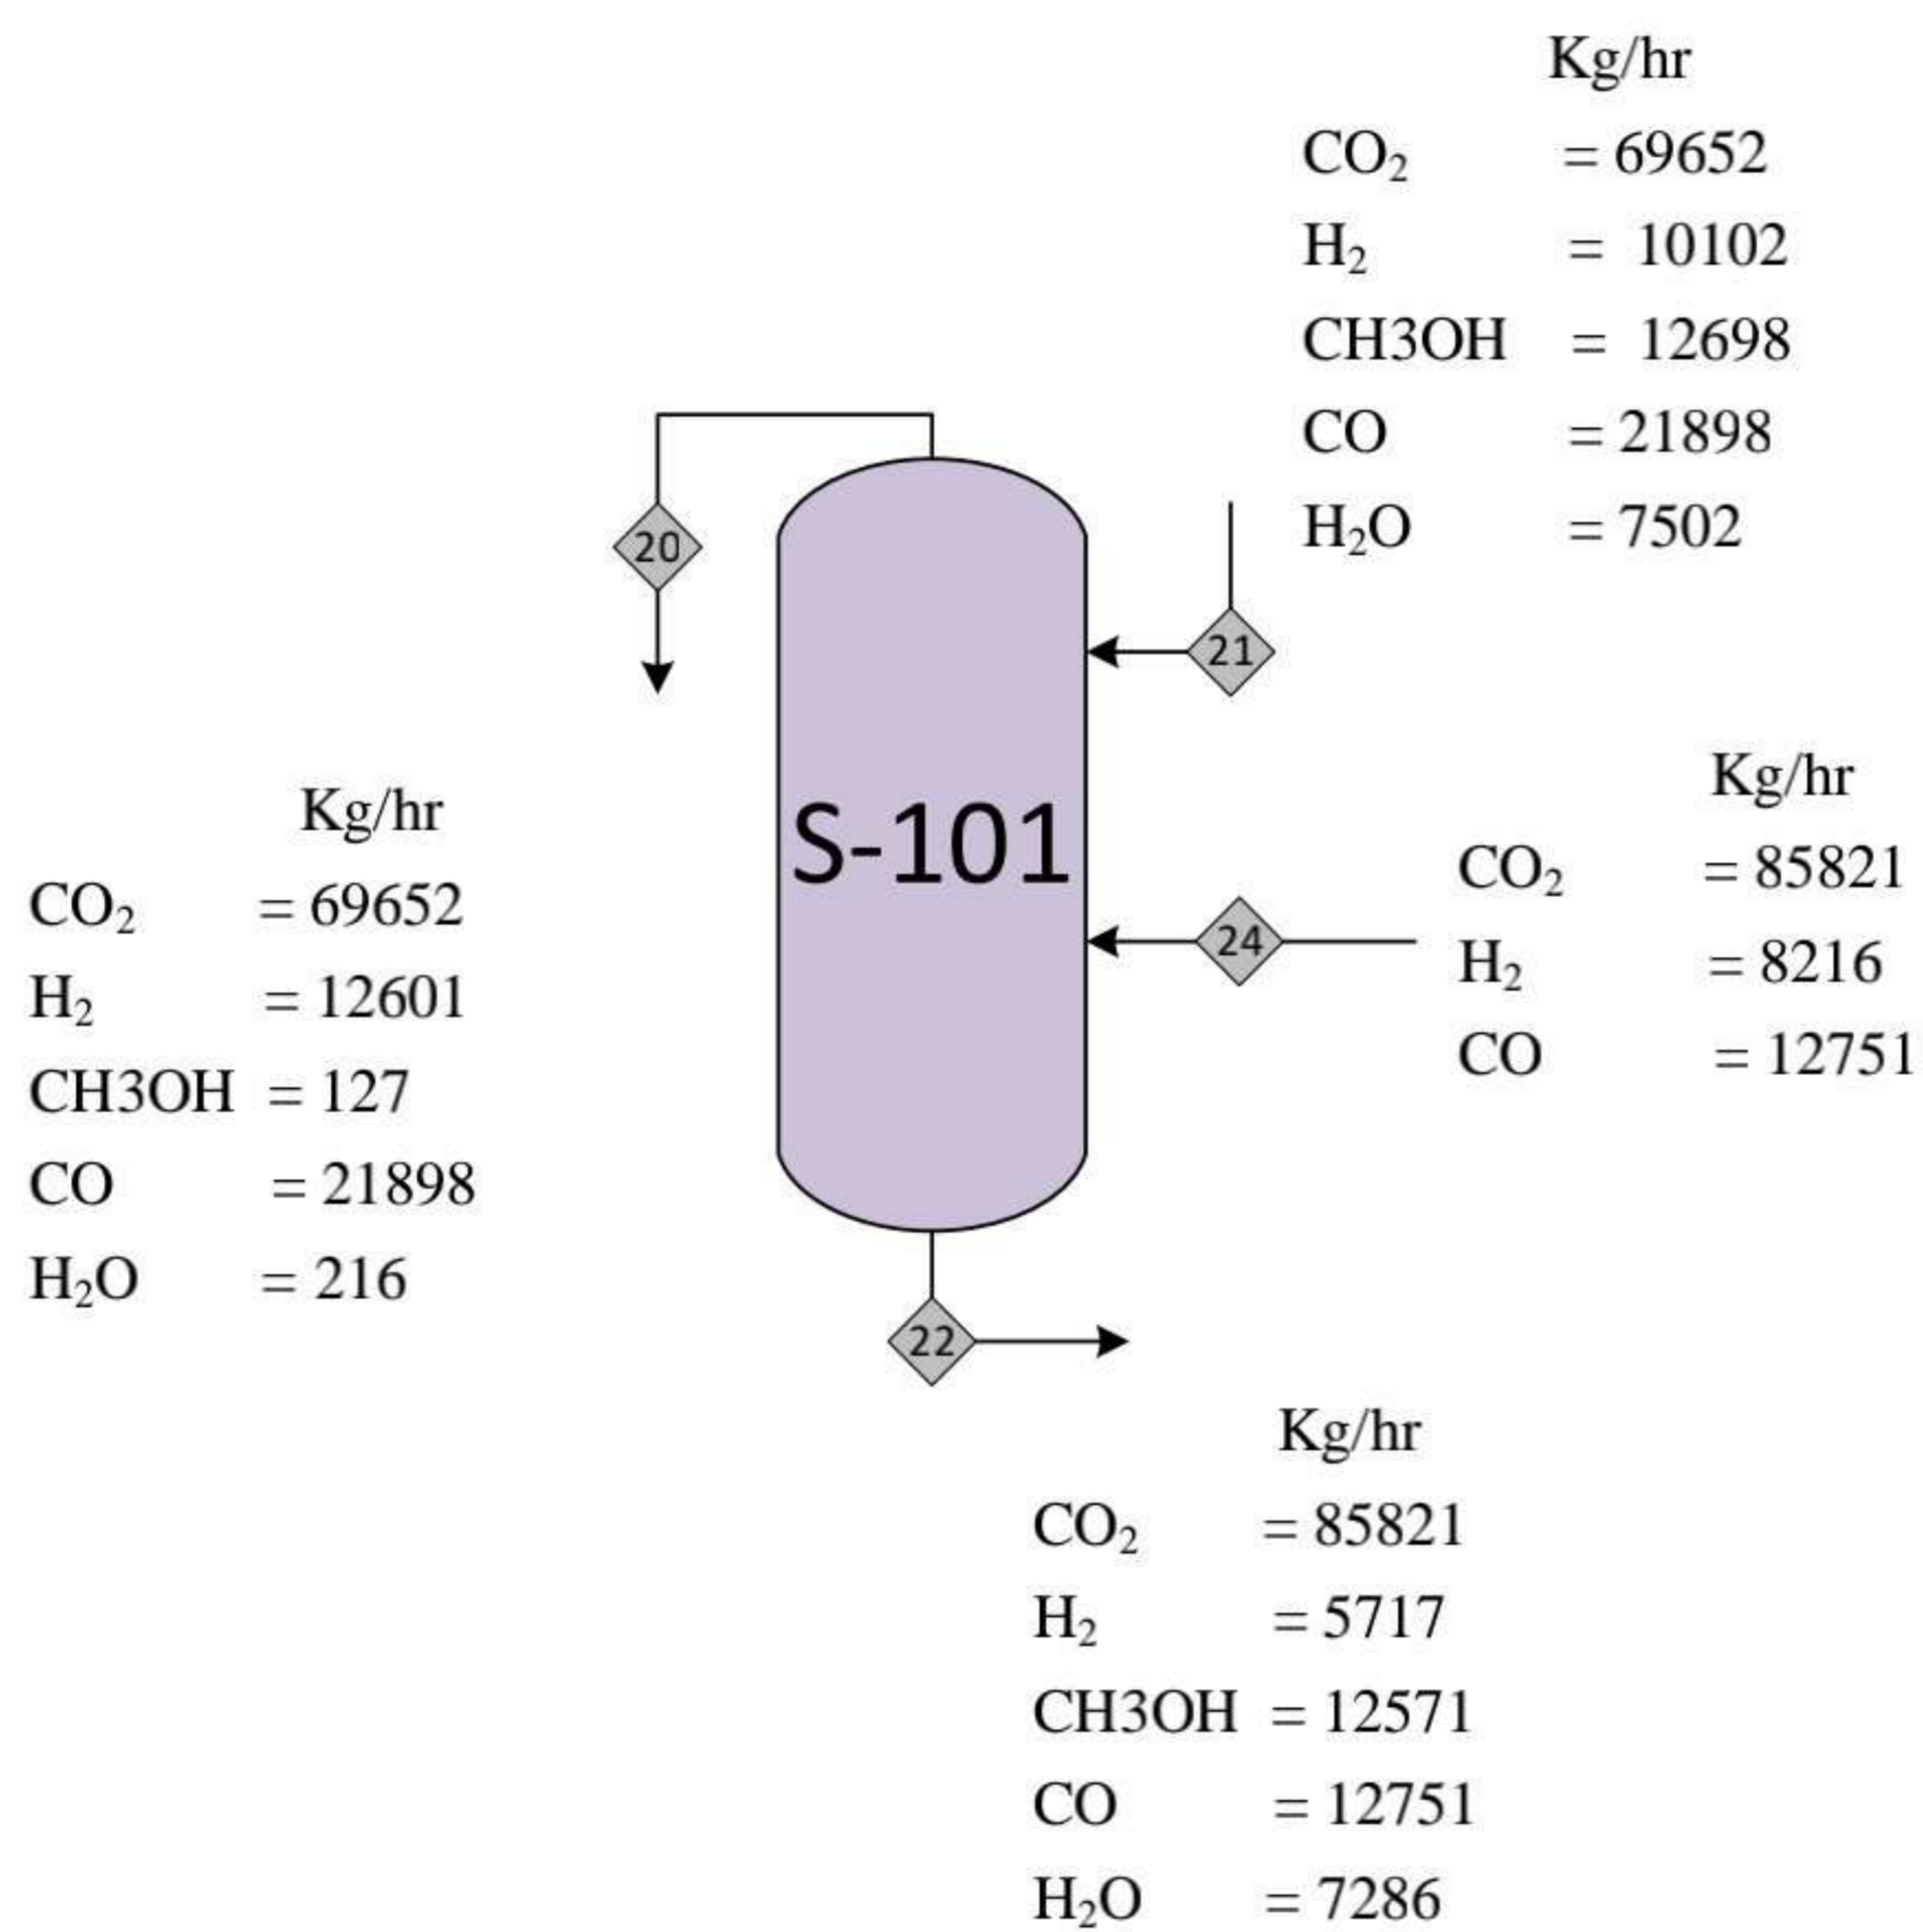 Kg/hr
CO₂ = 69652
H₂ = 10102
CH3OH = 12698
CO = 21898
H₂O = 7502
20
21
S-101
Kg/hr
CO₂ = 69652
H₂ = 12601
CH3OH = 127
CO = 21898
H₂O = 216
Kg/hr
CO₂ = 85821
H₂ = 8216
CO = 12751
24
22
Kg/hr
CO₂ = 85821
H₂ = 5717
CH3OH = 12571
CO = 12751
H₂O = 7286